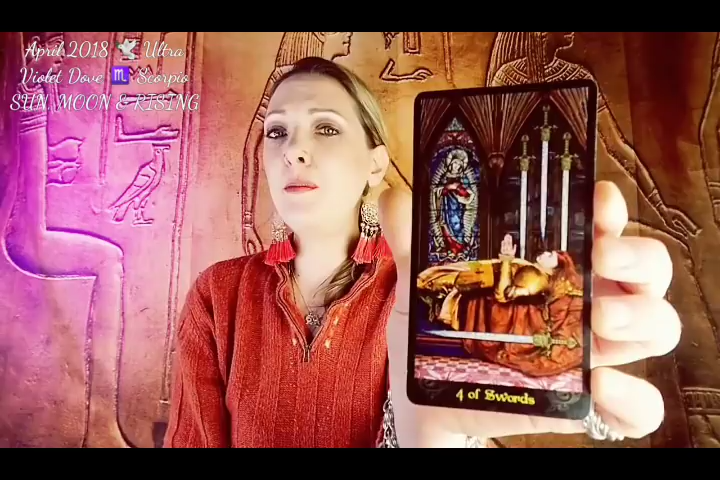 April 2018 🕊 Ultra
Violet Dove ♏ Scorpio
SUN, MOON & RISING
4 of Swords